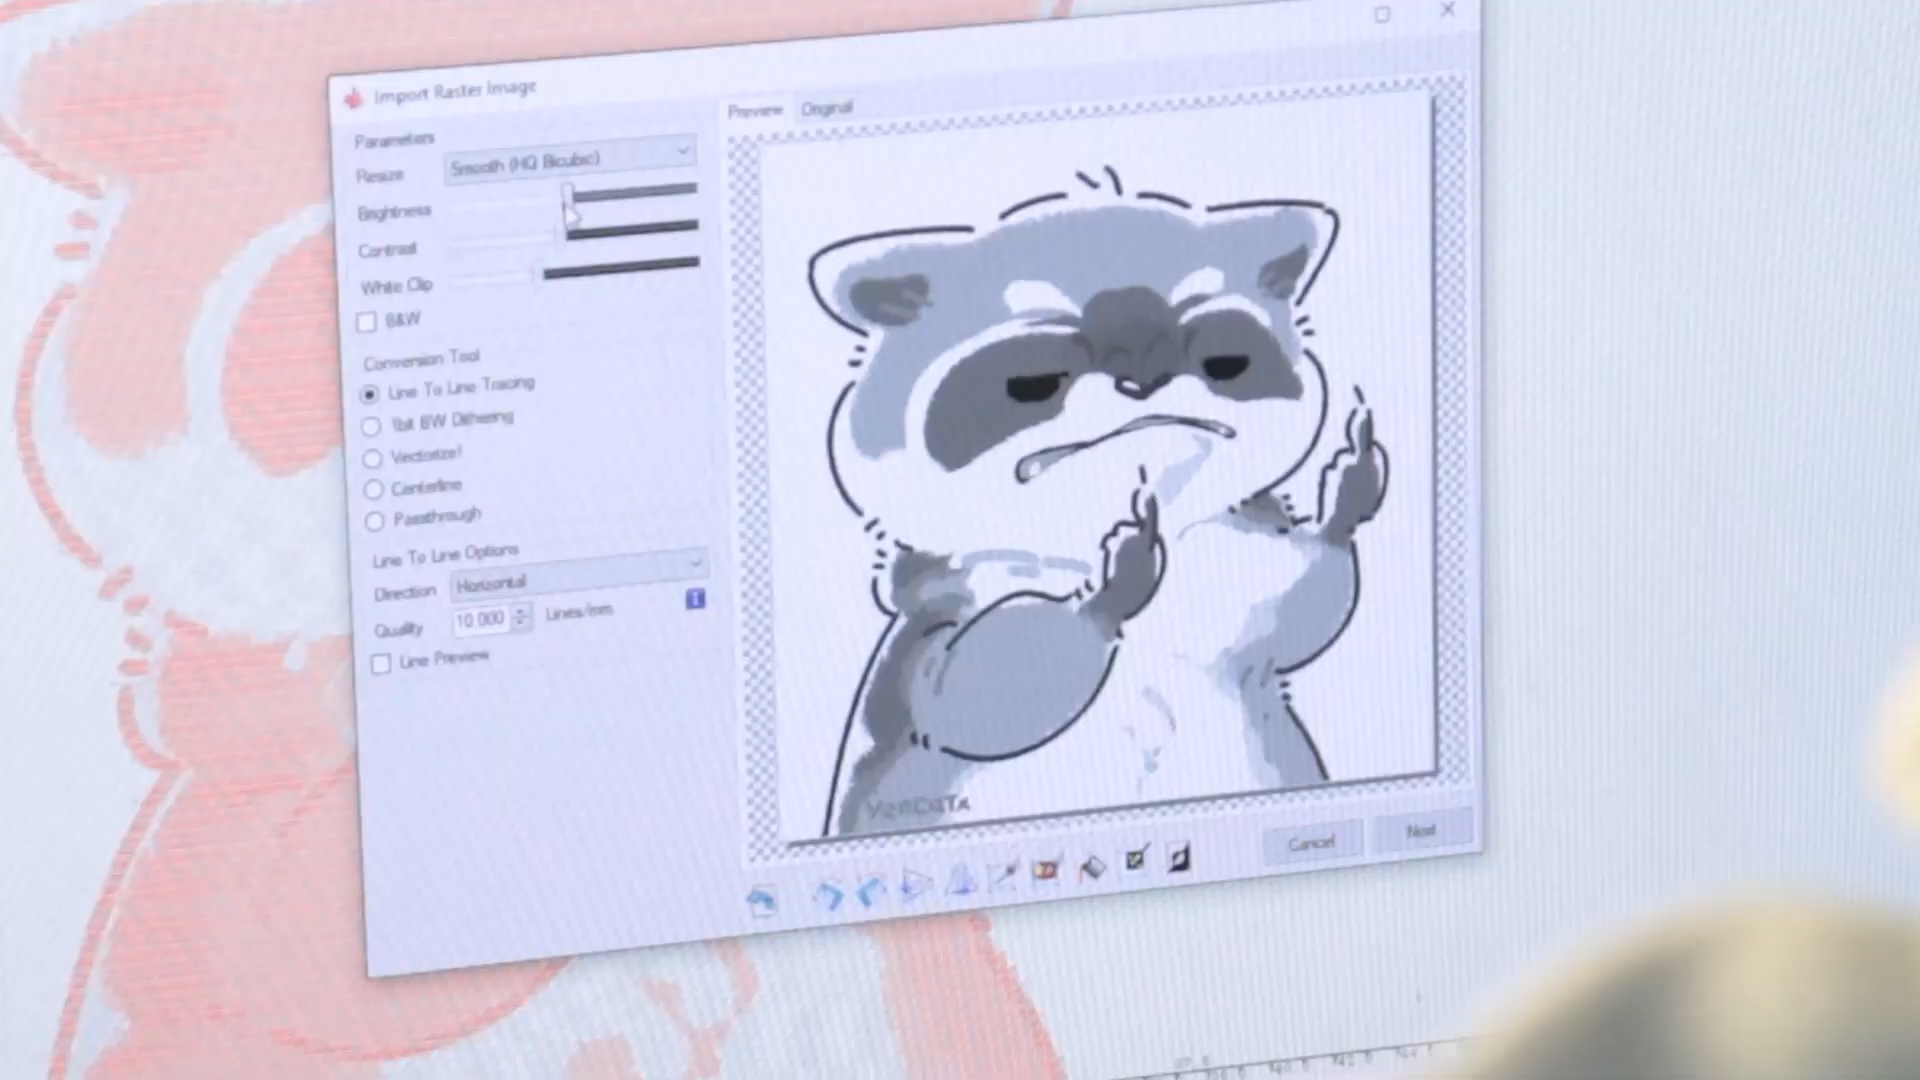 Import Raster Image
Parameters
Resize
Smooth (HQ Bicubic)
Brightness
Contrast
White Clip
B&W
Conversion Tool
Line To Line Tracing
1bit BW Dithering
Vectorize!
Centerline
Passthrough
Line To Line Options
Direction
Horizontal
Quality
10.000
Lines/mm
Line Preview
Preview
Original
Cancel
Next